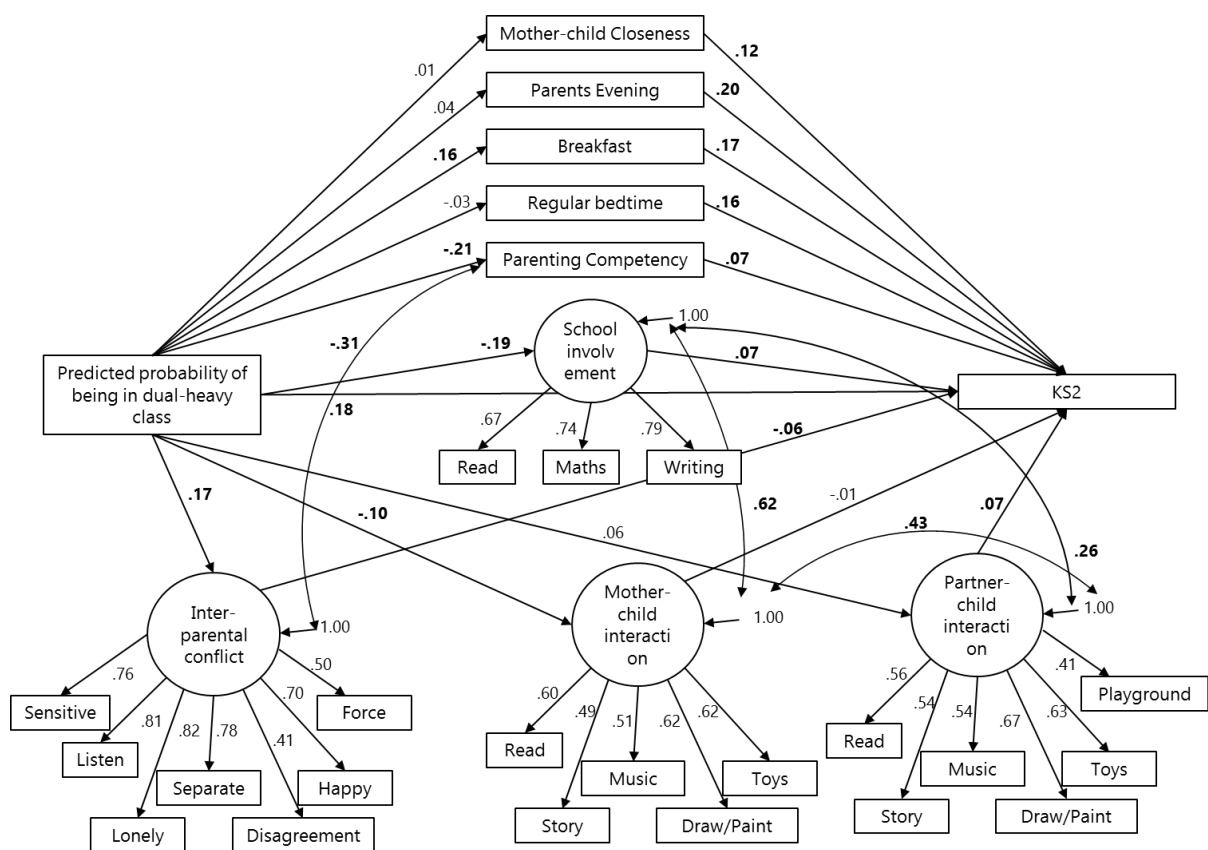 Mother-child Closeness
.12
.01
Parents Evening
.20
.04
Breakfast
.17
.16
Regular bedtime
.16
-.03
Parenting Competency
.07
-.21
1.00
School
involv
ement
-.31
-.19
.07
Predicted probability of
being in dual-heavy
class
KS2
.18
.67
.74
.79
-.06
Read
Maths
Writing
.17
-.10
-.01
.62
.07
.43
.06
.26
Inter-
parental
conflict
1.00
Mother-
child
interacti
on
1.00
Partner-
child
interacti
on
1.00
.76
.81
.82
.78
.41
.70
.50
Sensitive
Listen
Lonely
Separate
Disagreement
Happy
Force
.60
.49
.51
.62
.62
Read
Story
Music
Draw/Paint
Toys
.56
.54
.54
.67
.63
.41
Read
Story
Music
Draw/Paint
Toys
Playground